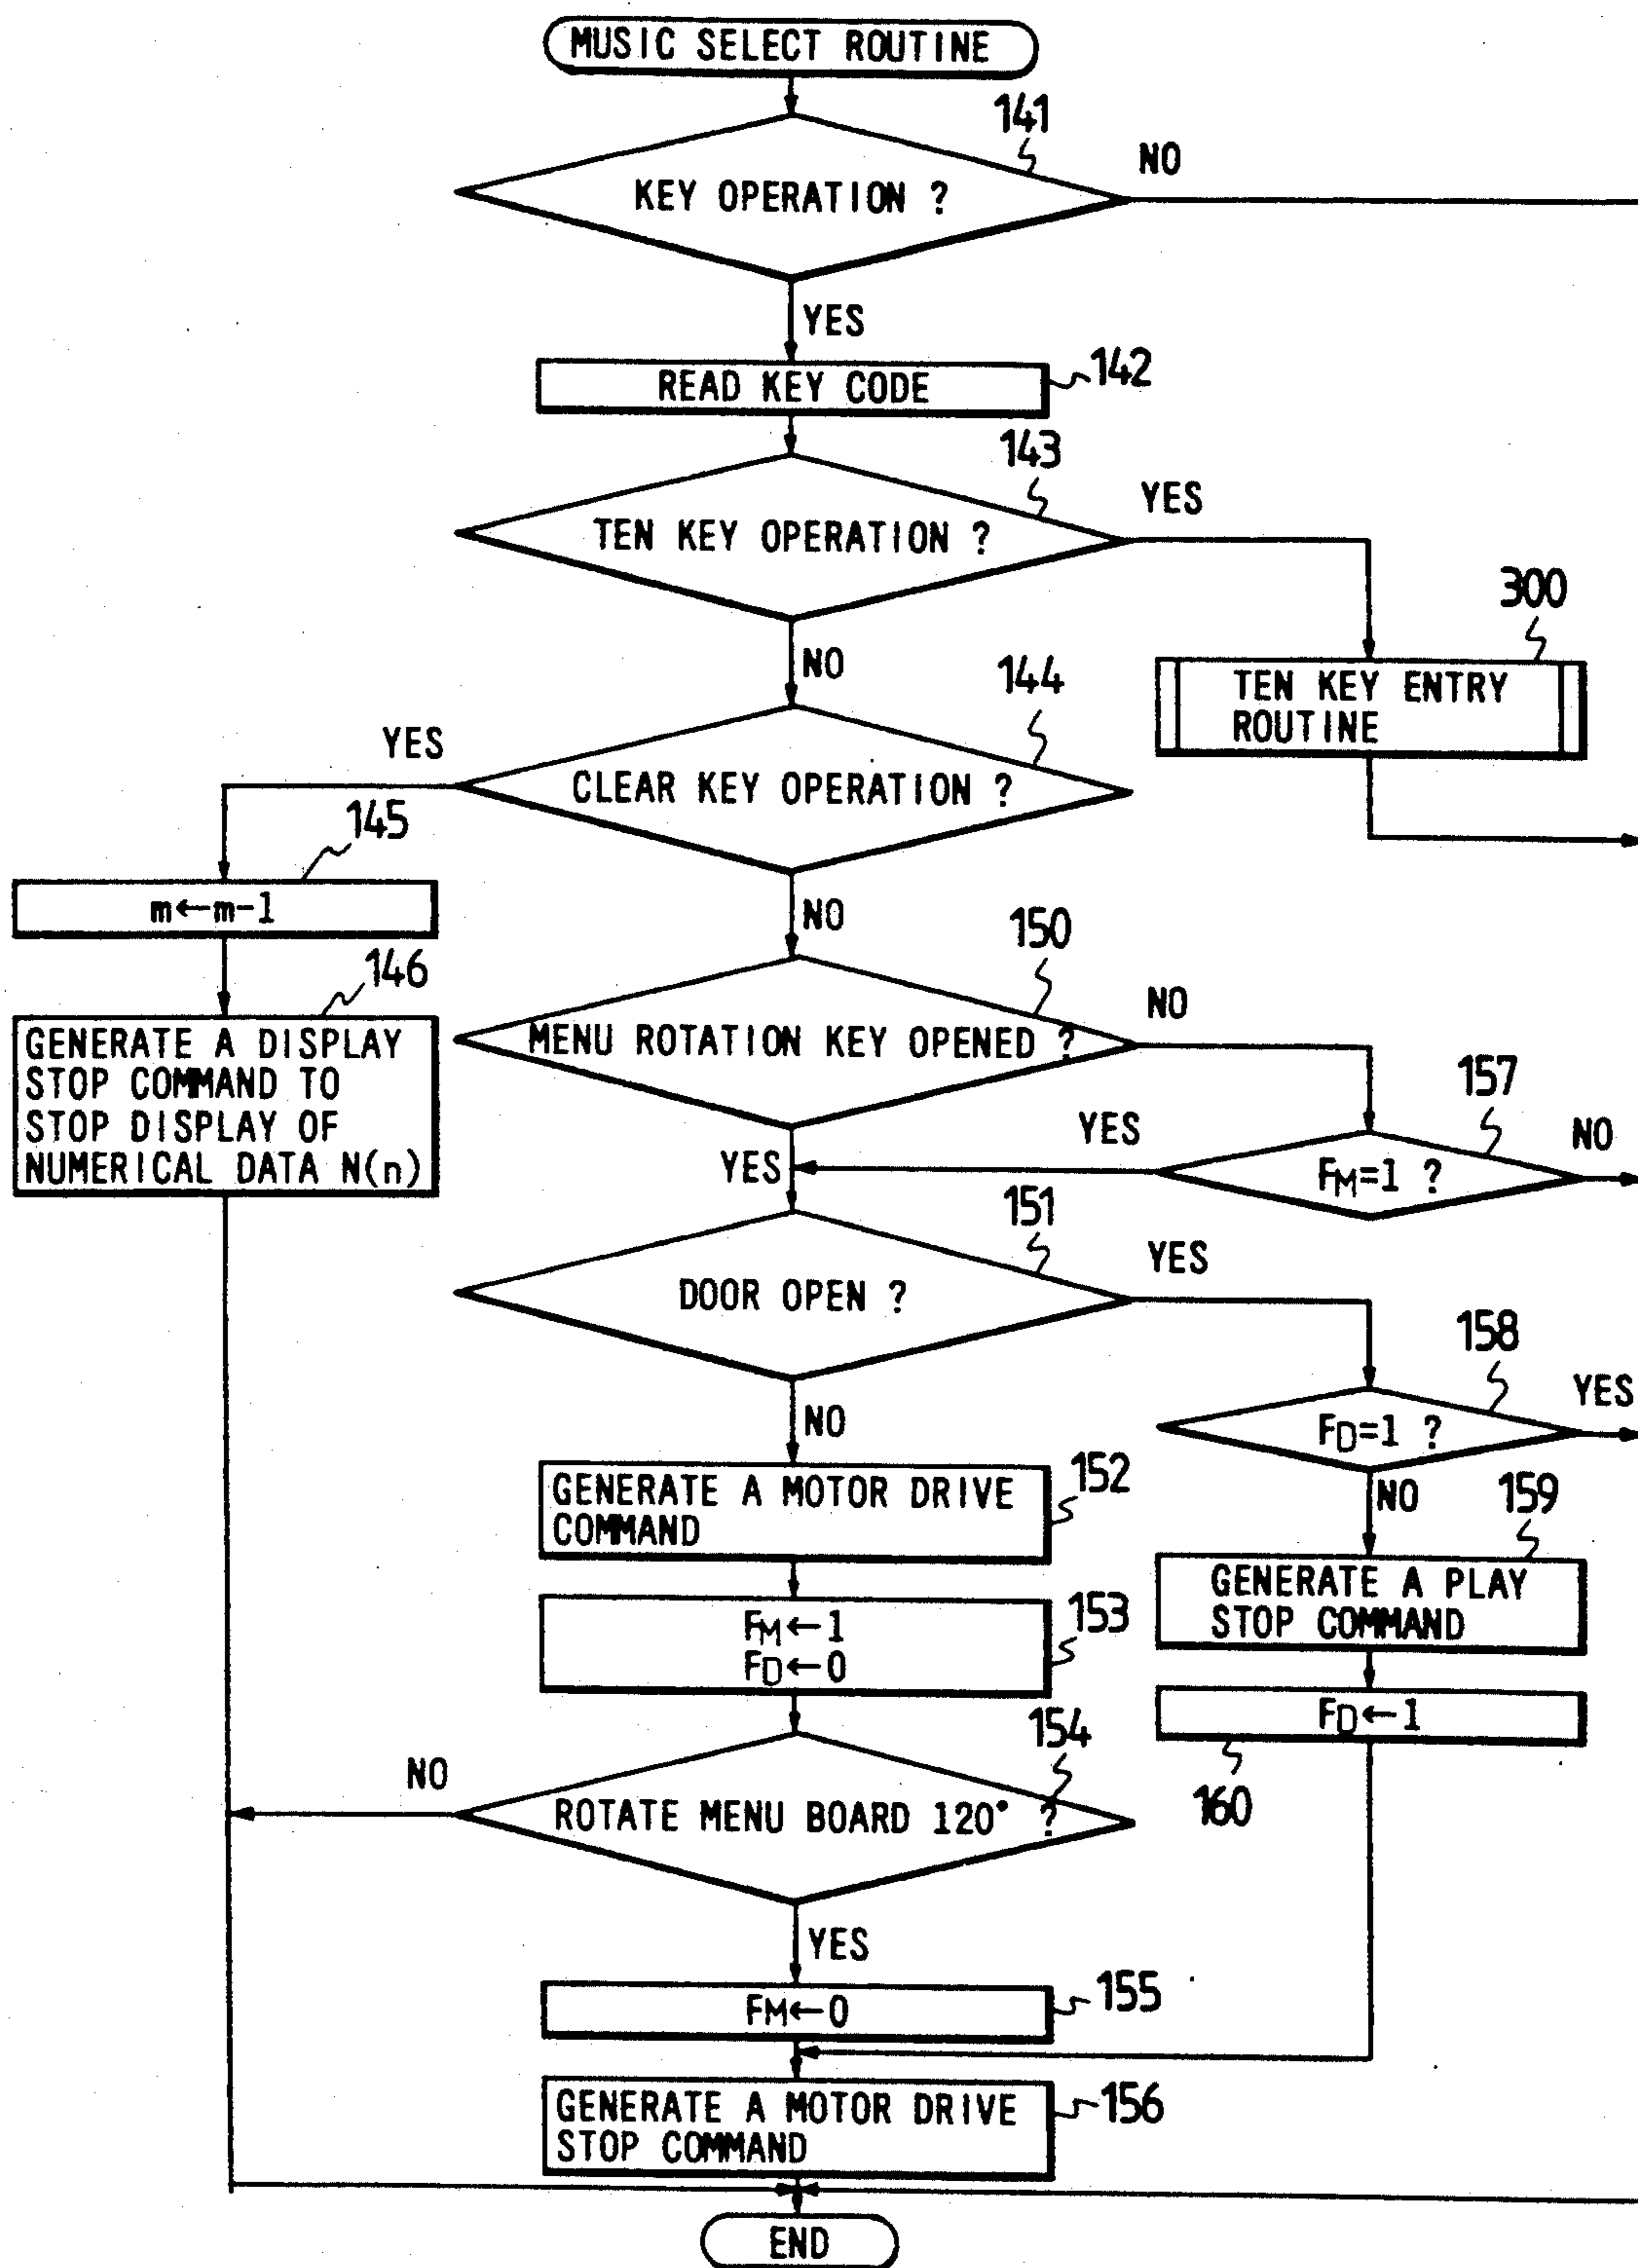 MUSIC SELECT ROUTINE
141
NO
KEY OPERATION ?
YES
READ KEY CODE
142
143
YES
TEN KEY OPERATION ?
300
NO
144
TEN KEY ENTRY
ROUTINE
YES
CLEAR KEY OPERATION ?
145
m←m-1
NO
150
146
NO
GENERATE A DISPLAY
STOP COMMAND TO
STOP DISPLAY OF
NUMERICAL DATA N(n)
MENU ROTATION KEY OPENED ?
157
YES
NO
YES
FM=1 ?
151
YES
DOOR OPEN ?
158
YES
NO
FD=1 ?
152
GENERATE A MOTOR DRIVE
COMMAND
NO
159
GENERATE A PLAY
STOP COMMAND
153
FM←1
FD←0
FD←1
154
160
NO
ROTATE MENU BOARD 120° ?
YES
155
FM←0
GENERATE A MOTOR DRIVE
STOP COMMAND
156
END